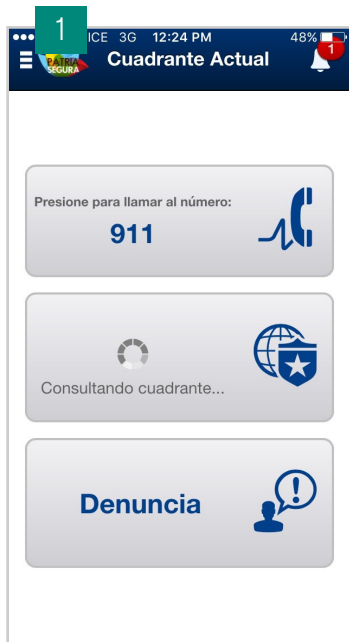 1
ICE 3G 12:24 PM 48%
PATRIA
SEGURA
Cuadrante Actual
1
Presione para llamar al número:
911
Consultando cuadrante...
Denuncia